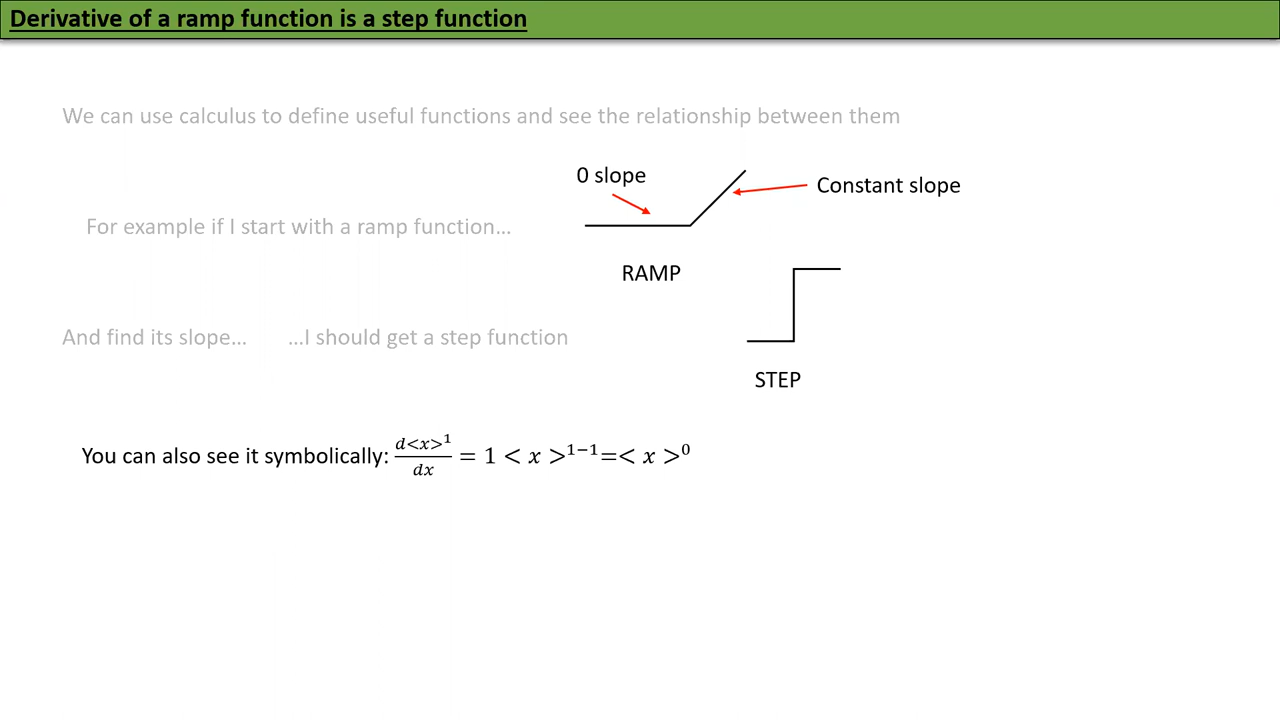 Derivative of a ramp function is a step function
We can use calculus to define useful functions and see the relationship between them
0 slope
Constant slope
For example if I start with a ramp function…
RAMP
And find its slope… …I should get a step function
STEP
You can also see it symbolically: d<x>¹/dx = 1 < x >¹⁻¹=< x >⁰